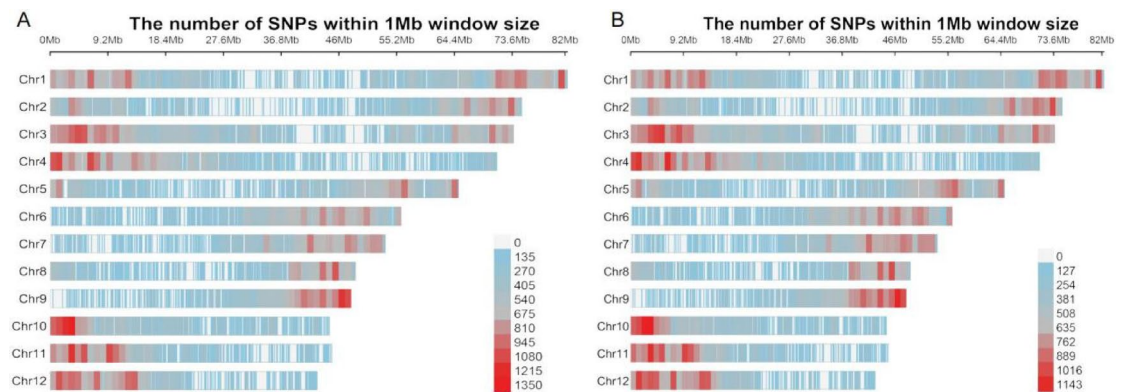 A
The number of SNPs within 1Mb window size
0Mb 9.2Mb 18.4Mb 27.6Mb 36.8Mb 46Mb 55.2Mb 64.4Mb 73.6Mb 82Mb
Chr1
Chr2
Chr3
Chr4
Chr5
Chr6
Chr7
Chr8
Chr9
Chr10
Chr11
Chr12
0
135
270
405
540
675
810
945
1080
1215
1350
B
The number of SNPs within 1Mb window size
0Mb 9.2Mb 18.4Mb 27.6Mb 36.8Mb 46Mb 55.2Mb 64.4Mb 73.6Mb 82Mb
Chr1
Chr2
Chr3
Chr4
Chr5
Chr6
Chr7
Chr8
Chr9
Chr10
Chr11
Chr12
0
127
254
381
508
635
762
889
1016
1143